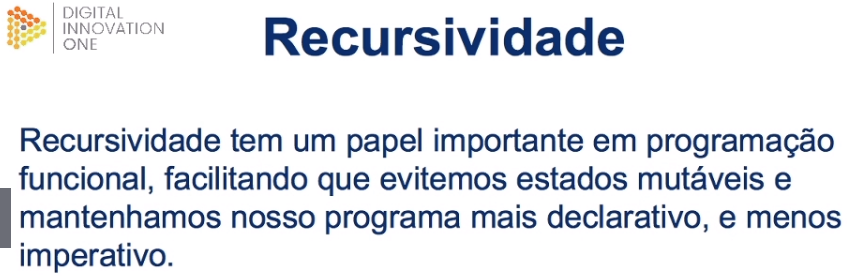 DIGITAL
INNOVATION
ONE
Recursividade
Recursividade tem um papel importante em programação
funcional, facilitando que evitemos estados mutáveis e
mantenhamos nosso programa mais declarativo, e menos
imperativo.